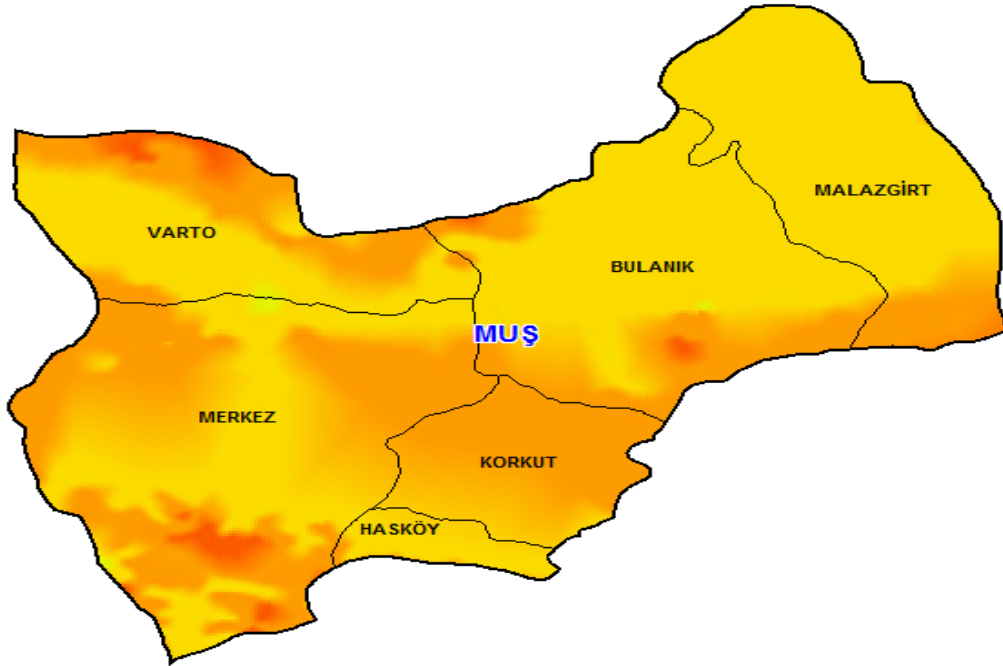 MALAZGİRT
VARTO
BULANIK
MUŞ
MERKEZ
KORKUT
HASKÖY